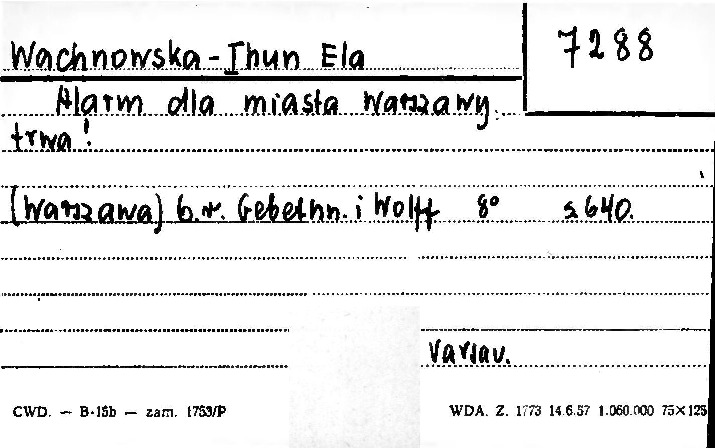 Wachnowska-Thun Ela
7288
Alarm dla miasta Warszawy
trwa!
[Warszawa] b.r. Gebethn. i Wolff 8° s. 640.
Varsav.
CWD. — B-15b — zam. 1753/P
WDA. Z. 1773 14.6.57 1.060.000 75×125